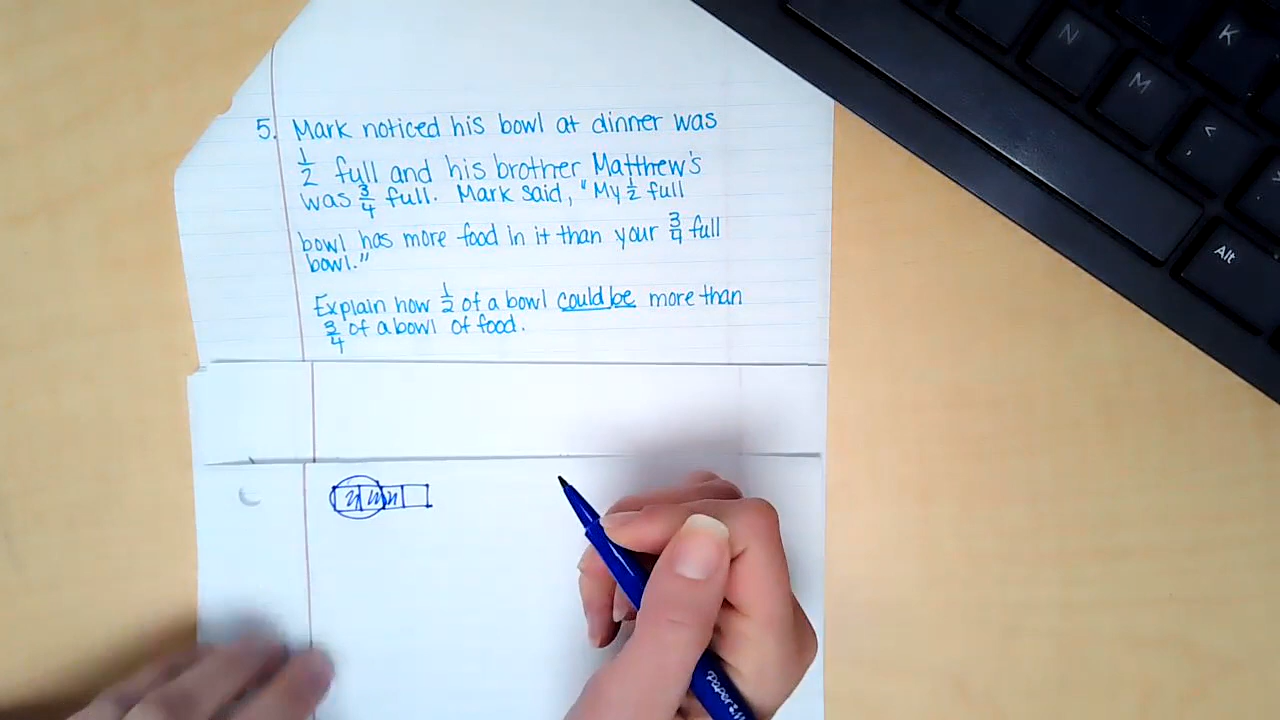 5. Mark noticed his bowl at dinner was
1/2 full and his brother Matthew's
was 3/4 full. Mark said, "My 1/2 full
bowl has more food in it than your 3/4 full
bowl."
Explain how 1/2 of a bowl could be more than
3/4 of a bowl of food.
N
M
K
<
,
Alt